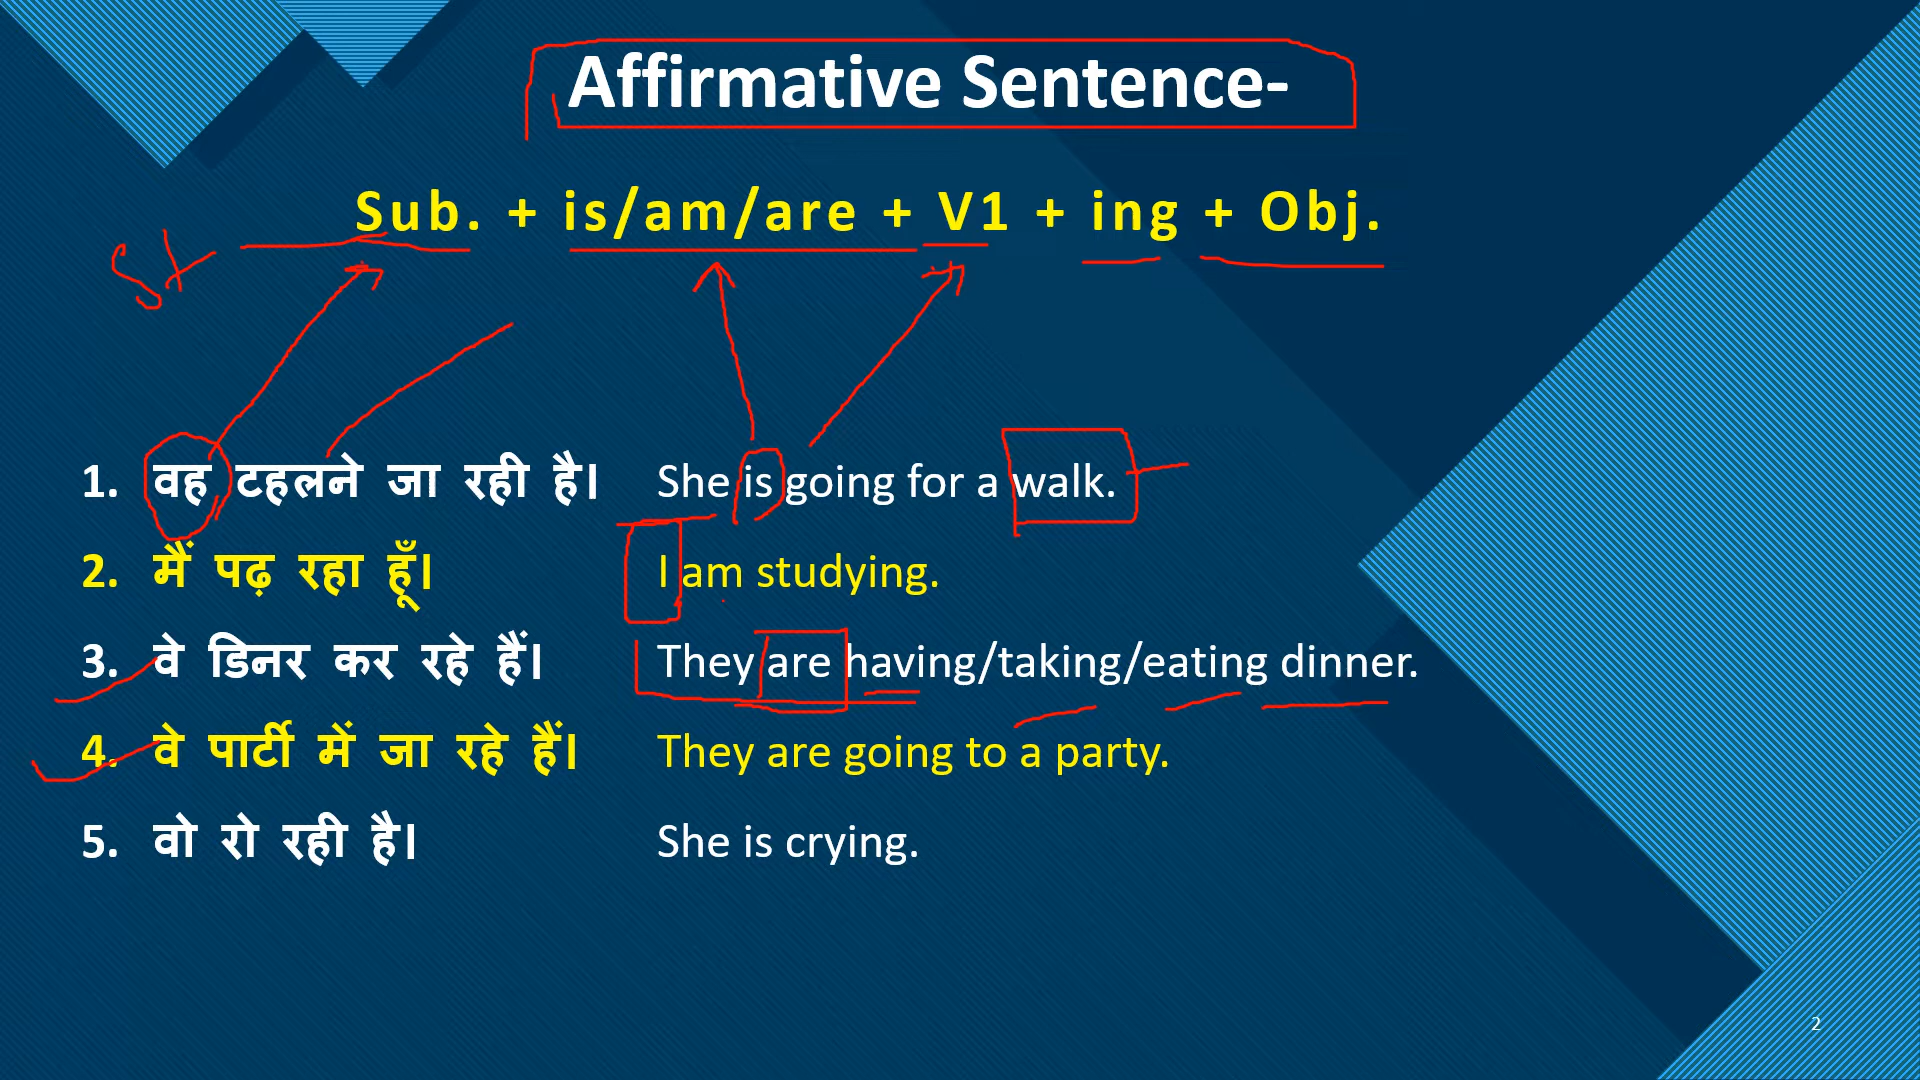 Affirmative Sentence-
Sub. + is/am/are + V1 + ing + Obj.
1. वह टहलने जा रही है। She is going for a walk.
2. मैं पढ़ रहा हूँ। I am studying.
3. वे डिनर कर रहे हैं। They are having/taking/eating dinner.
4. वे पार्टी में जा रहे हैं। They are going to a party.
5. वो रो रही है। She is crying.
2